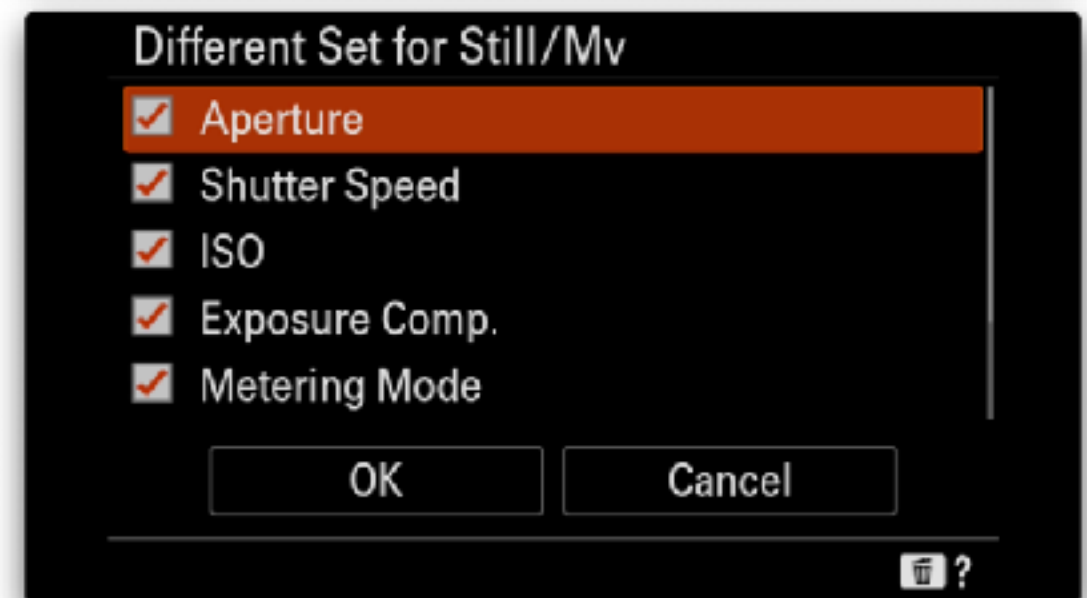 Different Set for Still/Mv
Aperture
Shutter Speed
ISO
Exposure Comp.
Metering Mode
OK
Cancel
?